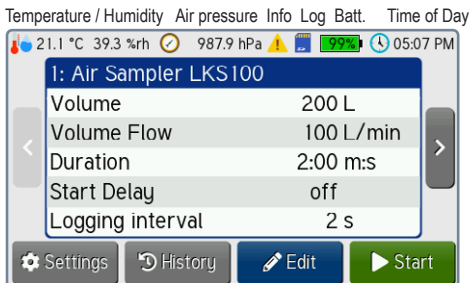 Temperature / Humidity Air pressure Info Log Batt. Time of Day
21.1 °C 39.3 %rh 987.9 hPa 99% 05:07 PM
1: Air Sampler LKS100
Volume 200 L
Volume Flow 100 L/min
Duration 2:00 m:s
Start Delay off
Logging interval 2 s
Settings History Edit Start